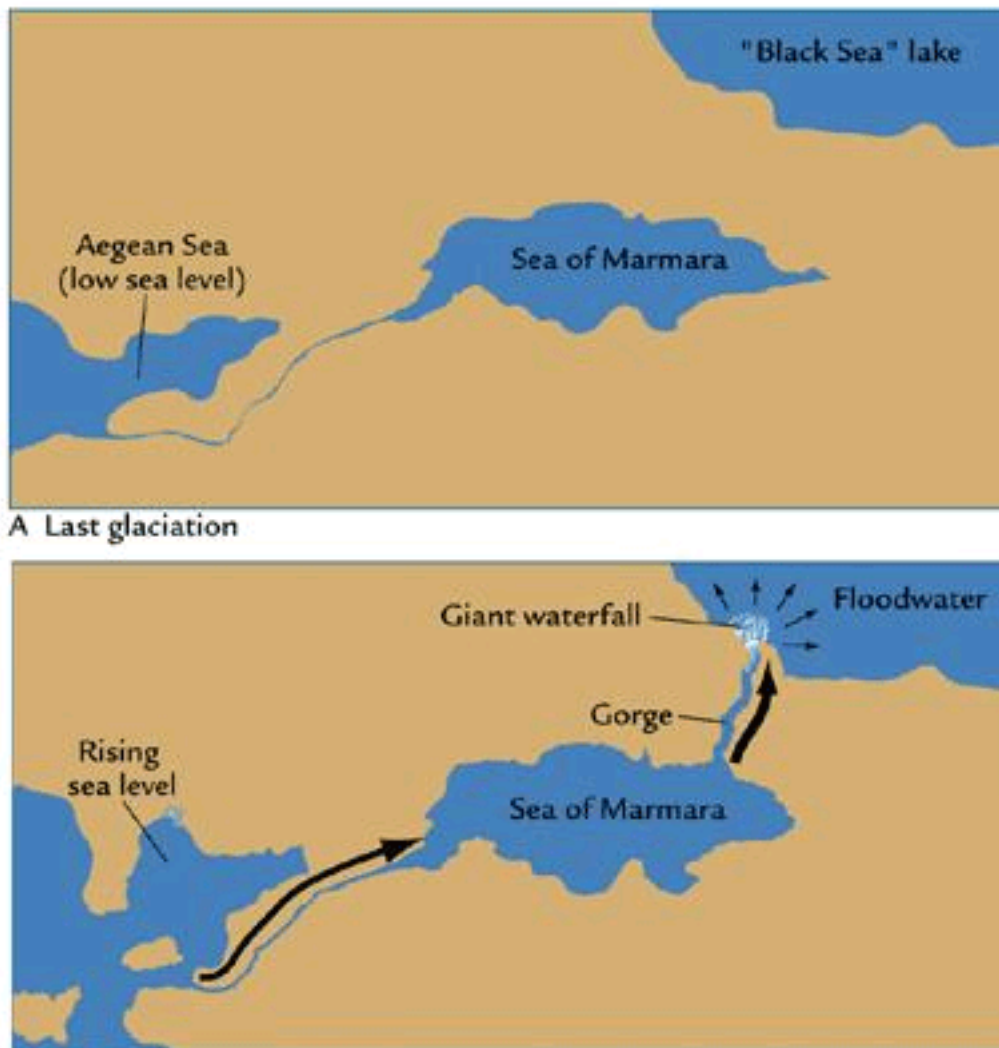 "Black Sea" lake
Aegean Sea
(low sea level)
Sea of Marmara
A Last glaciation
Giant waterfall
Floodwater
Gorge
Rising
sea level
Sea of Marmara